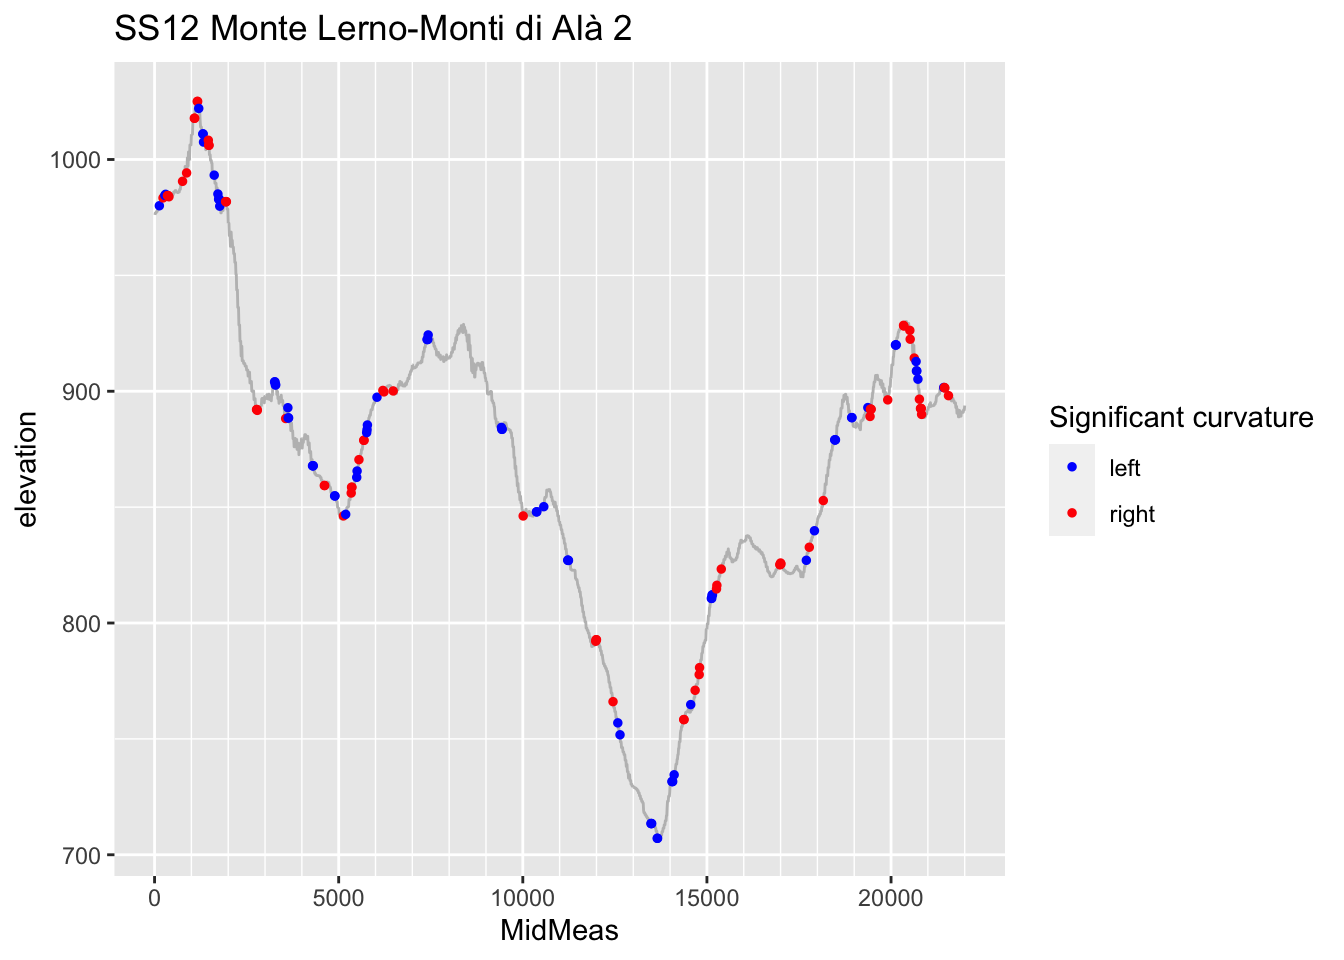 SS12 Monte Lerno-Monti di Alà 2
1000
900
800
700
elevation
0 5000 10000 15000 20000
MidMeas
Significant curvature
left
right